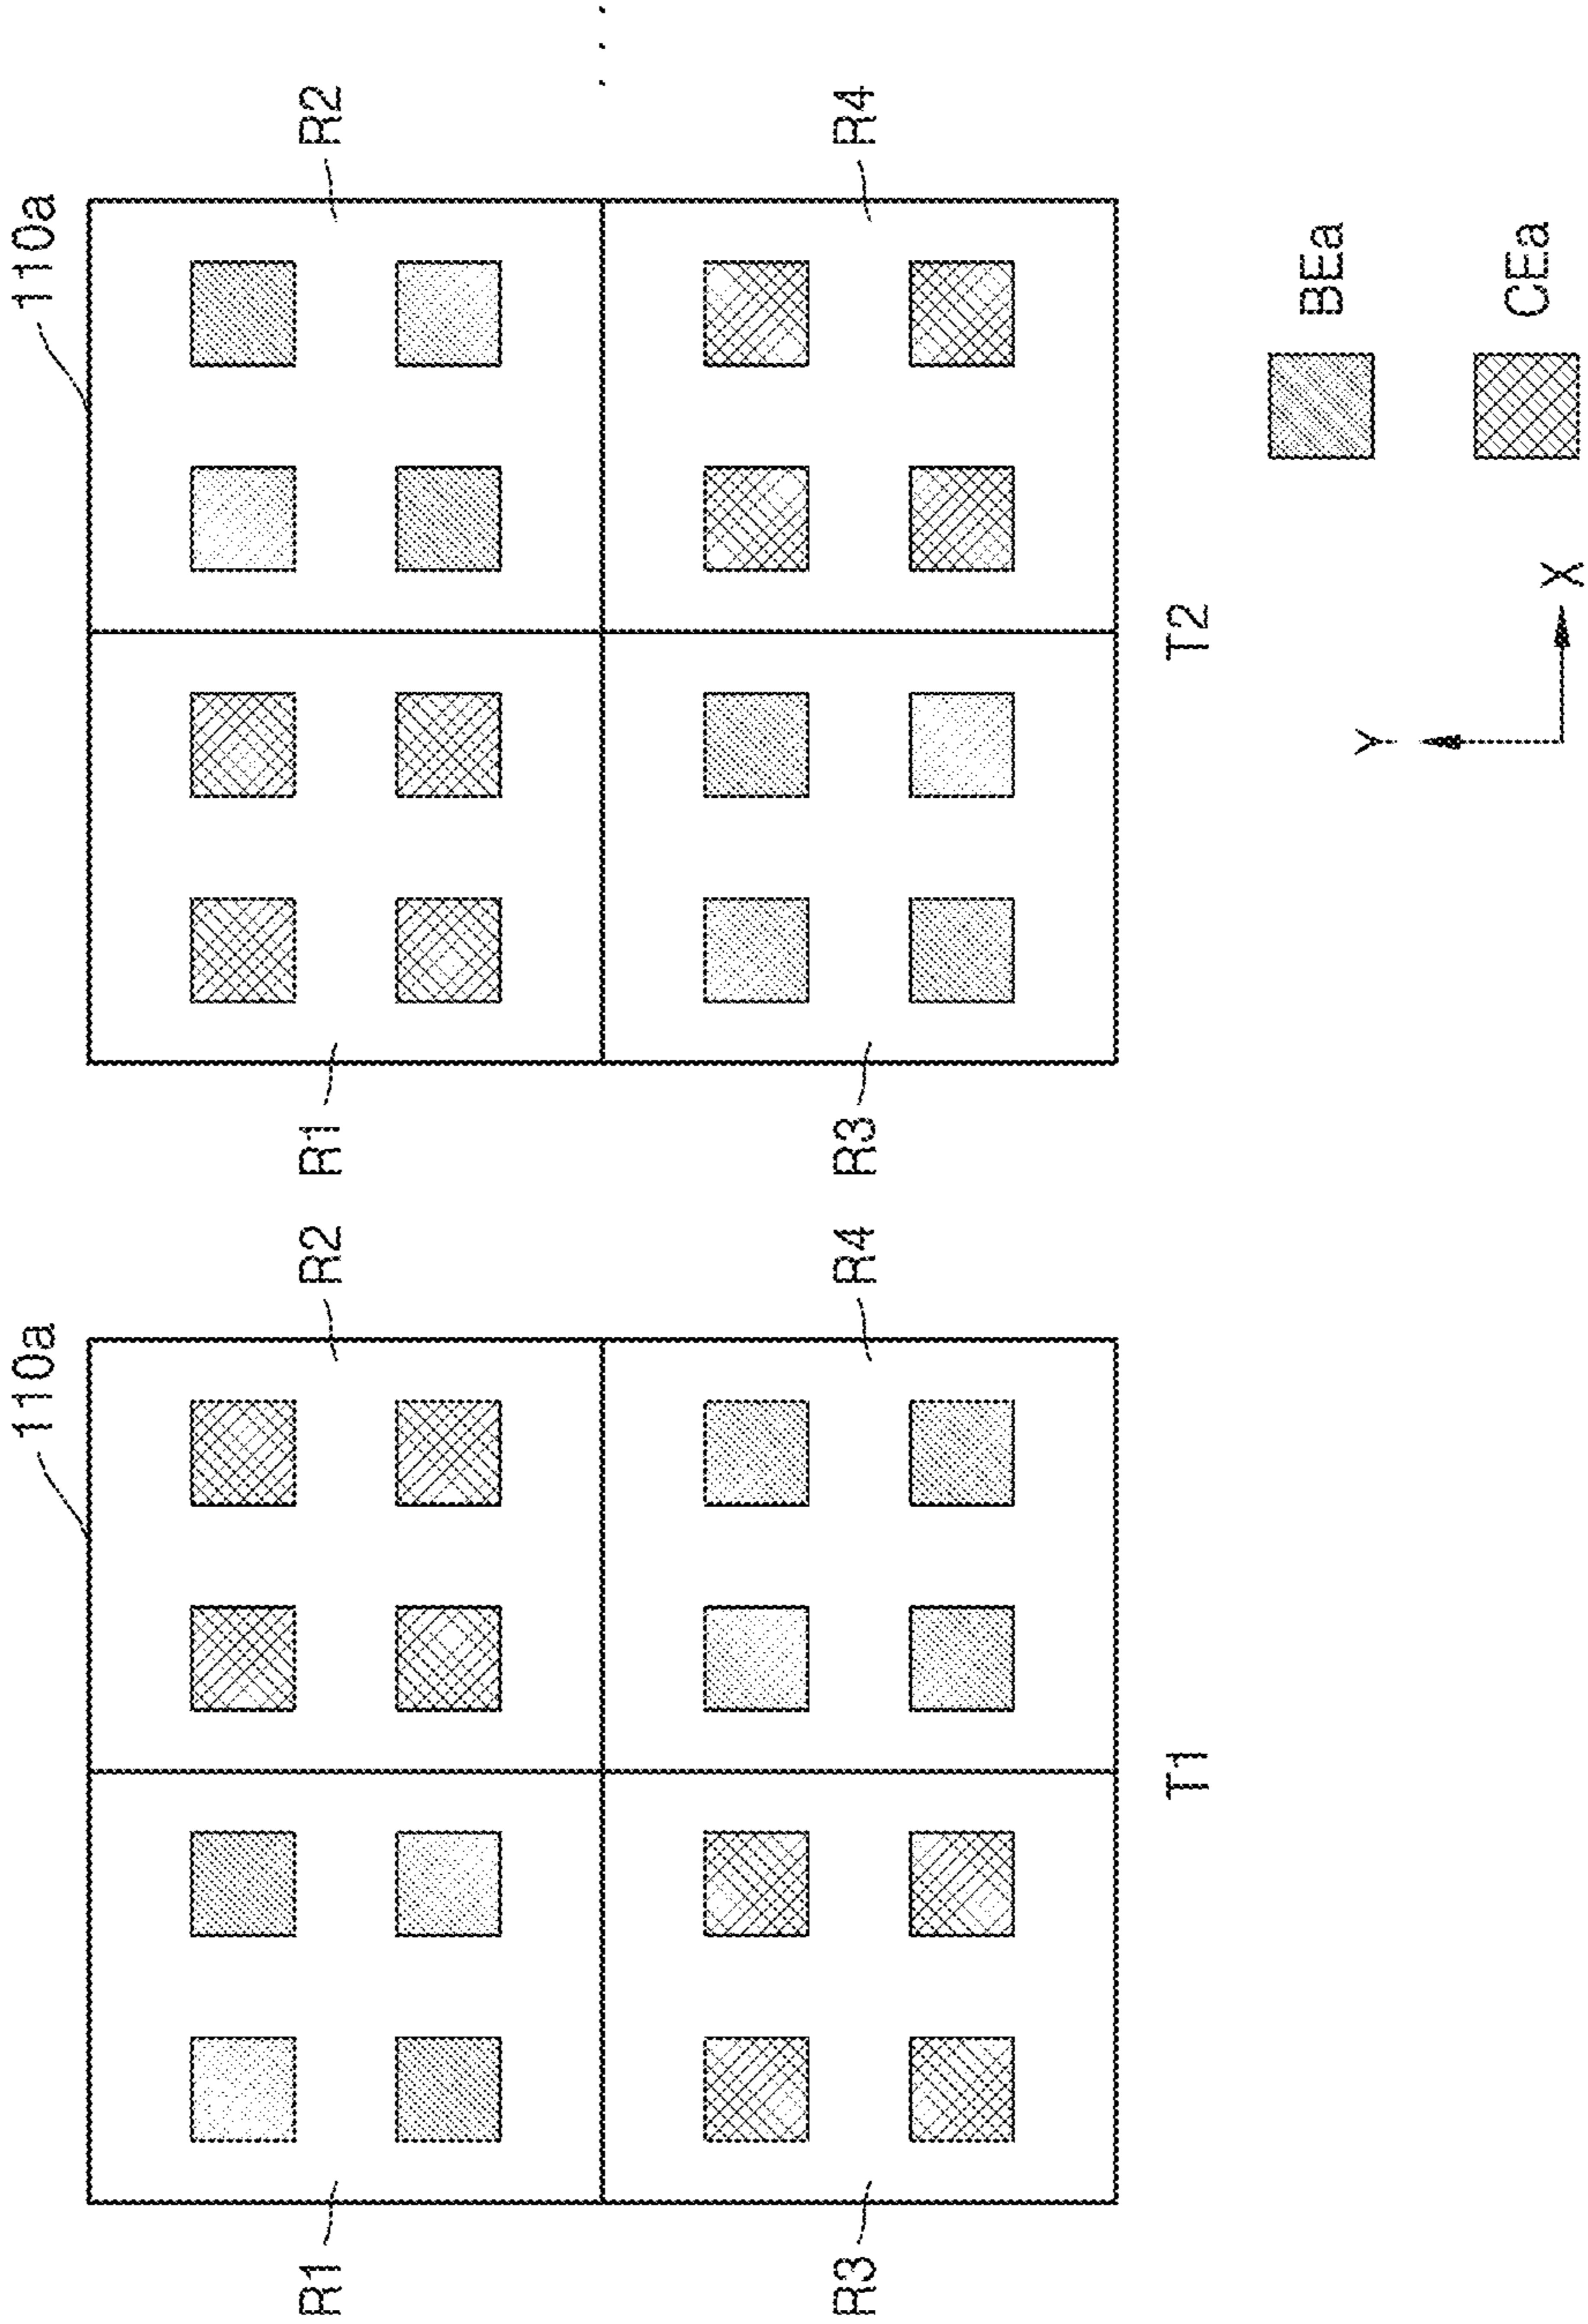 110a 110a
R1 R2 R1 R2
. . .
R3 R4 R3 R4
T1 T2
Y BEa
X CEa